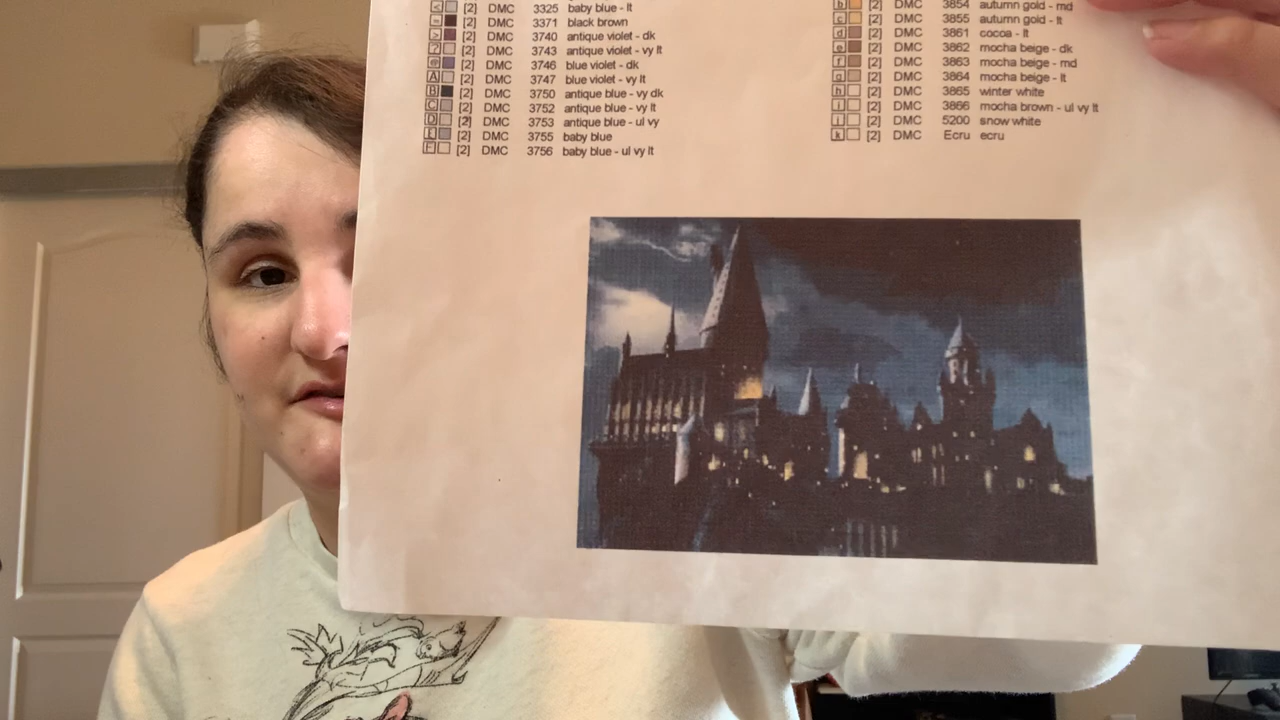 [2] DMC 3325 baby blue - lt
[2] DMC 3371 black brown
[2] DMC 3740 antique violet - dk
[2] DMC 3743 antique violet - vy lt
[2] DMC 3746 blue violet - dk
A [2] DMC 3747 blue violet - vy lt
B [2] DMC 3750 antique blue - vy dk
C [2] DMC 3752 antique blue - vy lt
D [2] DMC 3753 antique blue - ul vy
E [2] DMC 3755 baby blue
F [2] DMC 3756 baby blue - ul vy lt
b [2] DMC 3854 autumn gold - md
c [2] DMC 3855 autumn gold - lt
d [2] DMC 3861 cocoa - lt
e [2] DMC 3862 mocha beige - dk
f [2] DMC 3863 mocha beige - md
g [2] DMC 3864 mocha beige - lt
h [2] DMC 3865 winter white
i [2] DMC 3866 mocha brown - ul vy lt
[2] DMC 5200 snow white
k [2] DMC Ecru ecru